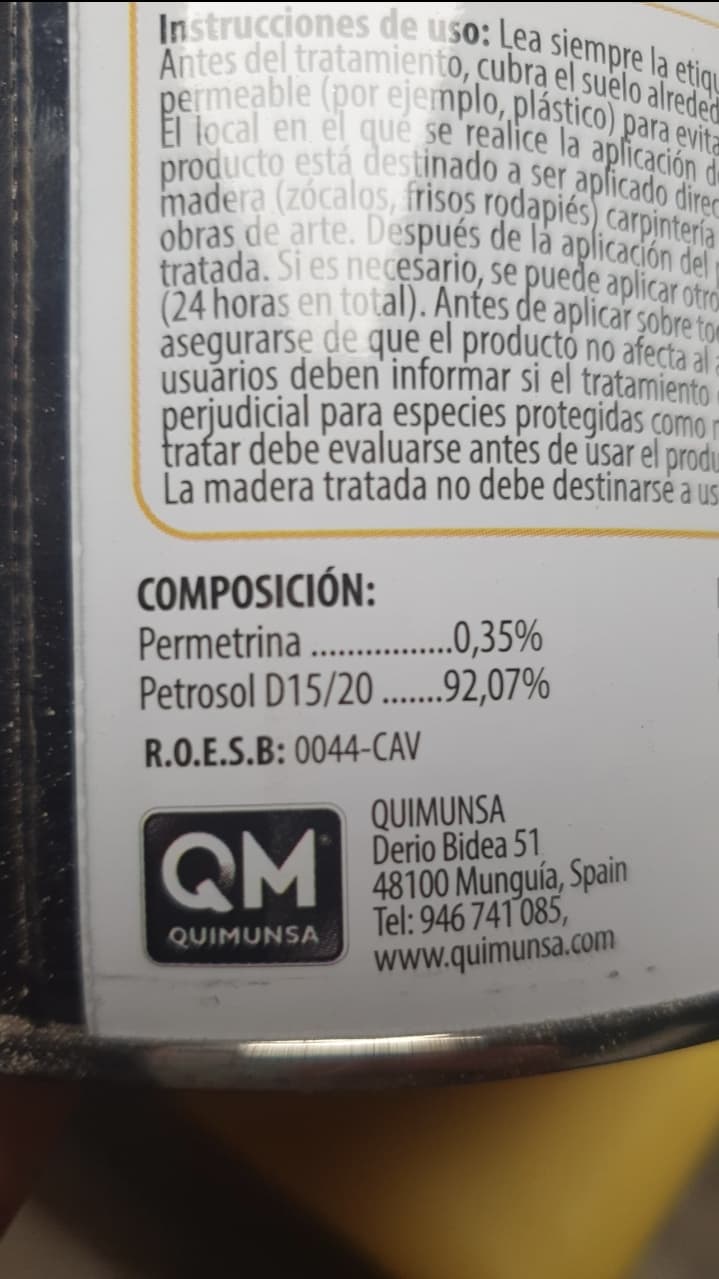 Instrucciones de uso: Lea siempre la etiqu
Antes del tratamiento, cubra el suelo alreded
permeable (por ejemplo, plástico) para evita
El local en el que se realice la aplicación d
producto está destinado a ser aplicado direc
madera (zócalos, frisos rodapiés) carpintería
obras de arte. Después de la aplicación del
tratada. Si es necesario, se puede aplicar otro
(24 horas en total). Antes de aplicar sobre to
asegurarse de que el producto no afecta al
usuarios deben informar si el tratamiento
perjudicial para especies protegidas como
tratar debe evaluarse antes de usar el produ
La madera tratada no debe destinarse a us
COMPOSICIÓN:
Permetrina ................0,35%
Petrosol D15/20 .......92,07%
R.O.E.S.B: 0044-CAV
QM
QUIMUNSA
QUIMUNSA
Derio Bidea 51
48100 Munguía, Spain
Tel: 946 741 085,
www.quimunsa.com